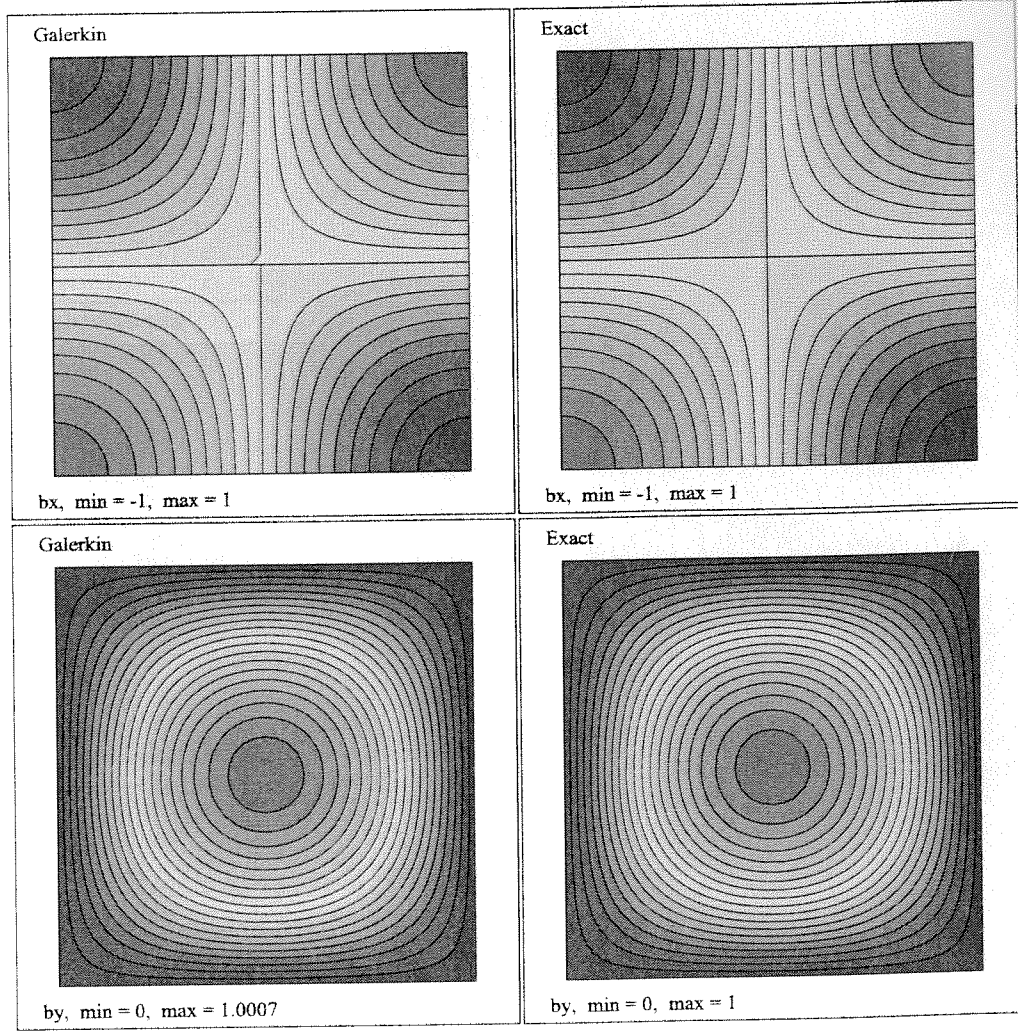 Galerkin
Exact
bx, min = -1, max = 1
bx, min = -1, max = 1
Galerkin
Exact
by, min = 0, max = 1.0007
by, min = 0, max = 1